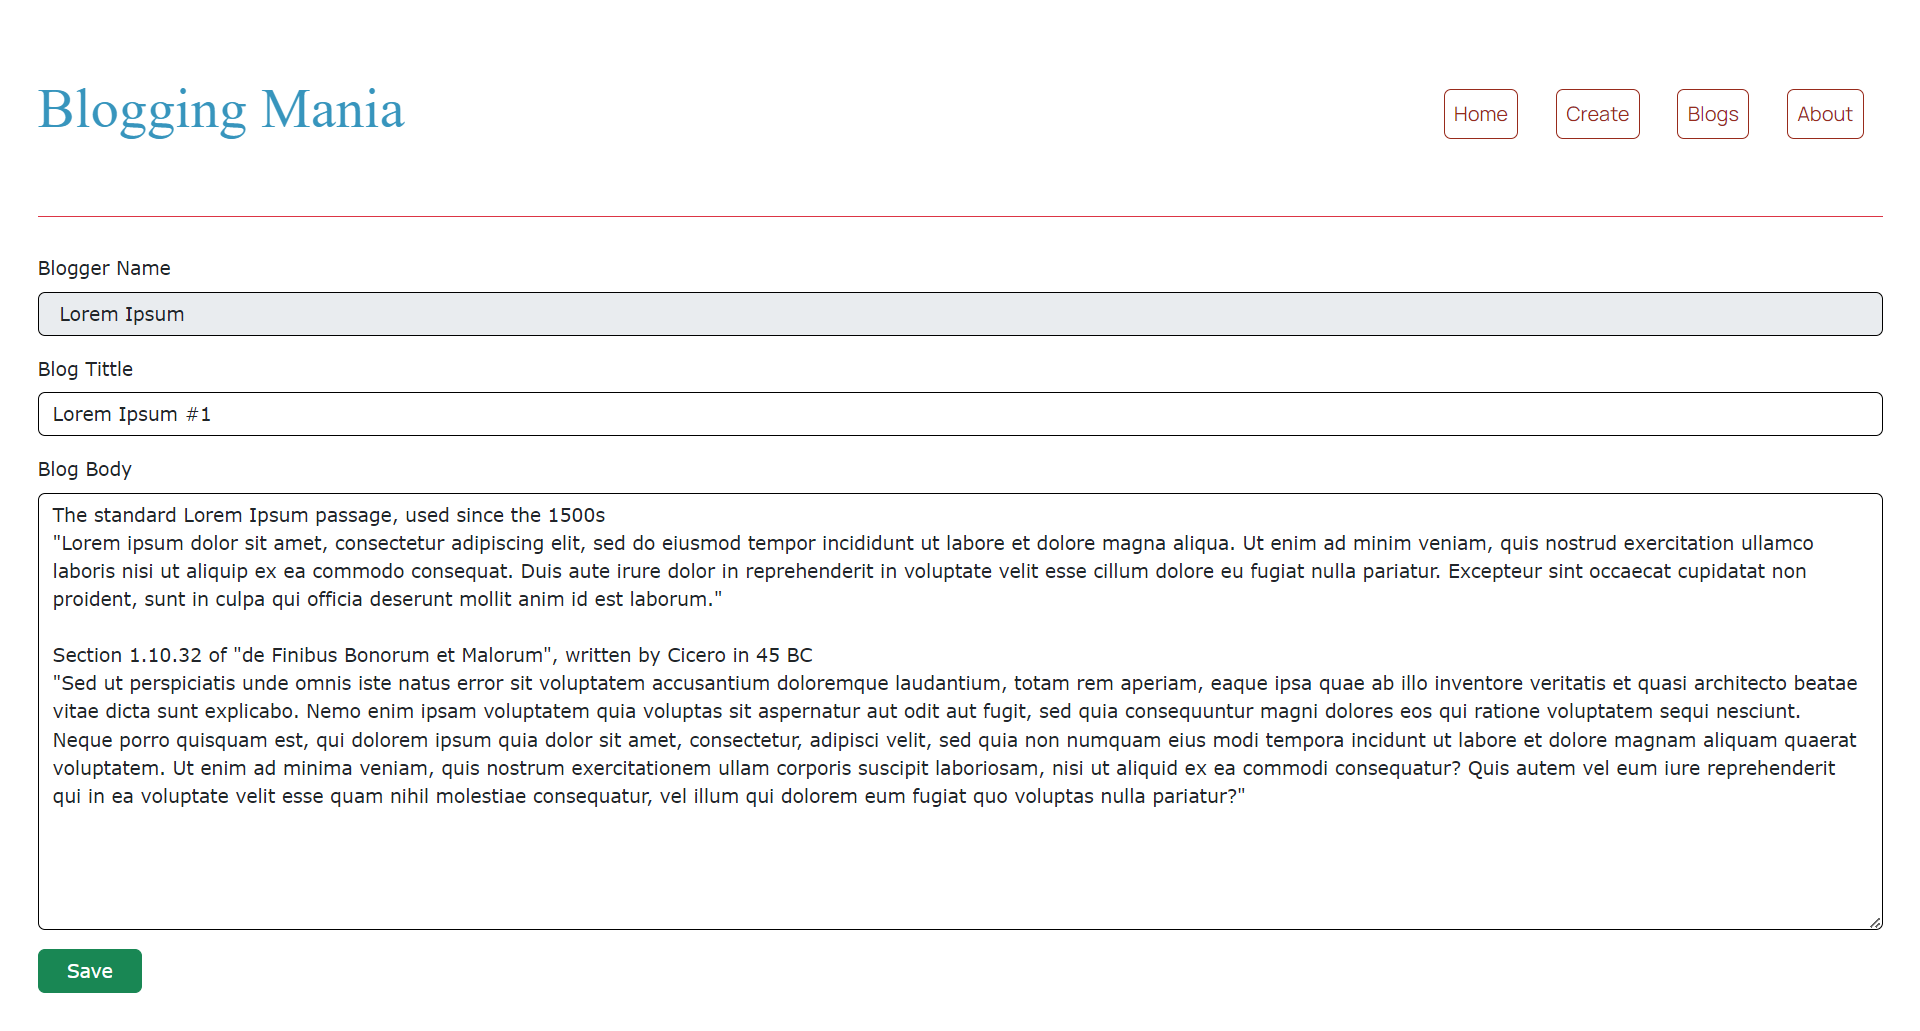 Blogging Mania
Home
Create
Blogs
About
Blogger Name
Lorem Ipsum
Blog Tittle
Lorem Ipsum #1
Blog Body
The standard Lorem Ipsum passage, used since the 1500s
"Lorem ipsum dolor sit amet, consectetur adipiscing elit, sed do eiusmod tempor incididunt ut labore et dolore magna aliqua. Ut enim ad minim veniam, quis nostrud exercitation ullamco
laboris nisi ut aliquip ex ea commodo consequat. Duis aute irure dolor in reprehenderit in voluptate velit esse cillum dolore eu fugiat nulla pariatur. Excepteur sint occaecat cupidatat non
proident, sunt in culpa qui officia deserunt mollit anim id est laborum."
Section 1.10.32 of "de Finibus Bonorum et Malorum", written by Cicero in 45 BC
"Sed ut perspiciatis unde omnis iste natus error sit voluptatem accusantium doloremque laudantium, totam rem aperiam, eaque ipsa quae ab illo inventore veritatis et quasi architecto beatae
vitae dicta sunt explicabo. Nemo enim ipsam voluptatem quia voluptas sit aspernatur aut odit aut fugit, sed quia consequuntur magni dolores eos qui ratione voluptatem sequi nesciunt.
Neque porro quisquam est, qui dolorem ipsum quia dolor sit amet, consectetur, adipisci velit, sed quia non numquam eius modi tempora incidunt ut labore et dolore magnam aliquam quaerat
voluptatem. Ut enim ad minima veniam, quis nostrum exercitationem ullam corporis suscipit laboriosam, nisi ut aliquid ex ea commodi consequatur? Quis autem vel eum iure reprehenderit
qui in ea voluptate velit esse quam nihil molestiae consequatur, vel illum qui dolorem eum fugiat quo voluptas nulla pariatur?"
Save